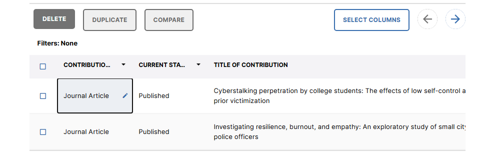 DELETE DUPLICATE COMPARE SELECT COLUMNS
Filters: None
CONTRIBUTIO... CURRENT STA... TITLE OF CONTRIBUTION
Journal Article Published Cyberstalking perpetration by college students: The effects of low self-control a
prior victimization
Journal Article Published Investigating resilience, burnout, and empathy: An exploratory study of small city
police officers